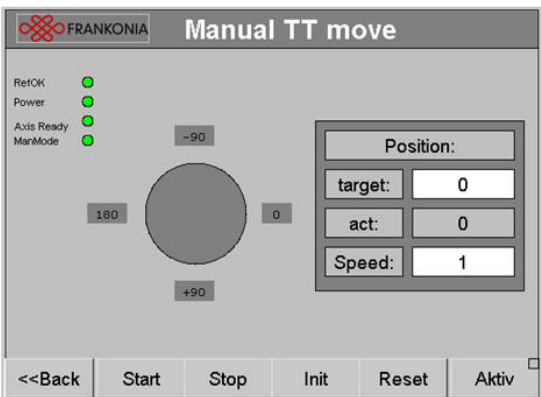 FRANKONIA
Manual TT move
RefOK
Power
Axis Ready
ManMode
-90
180
0
+90
Position:
target: 0
act: 0
Speed: 1
<<Back Start Stop Init Reset Aktiv